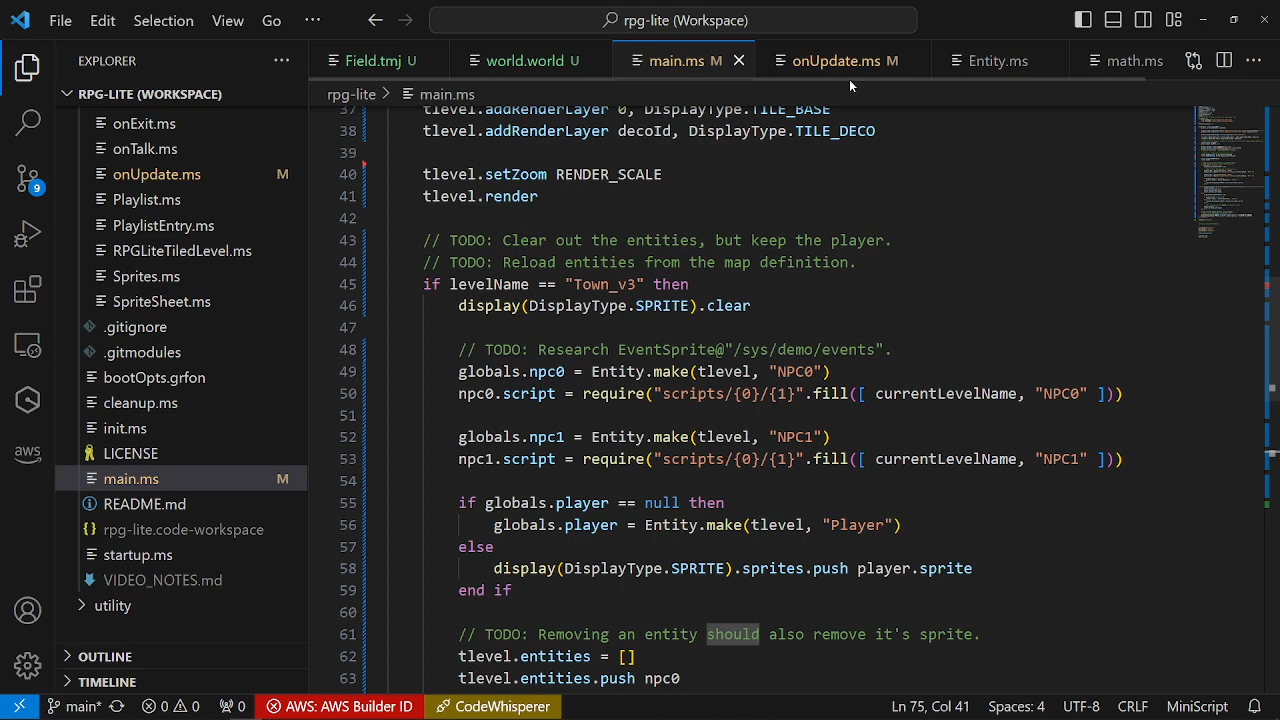 File Edit Selection View Go ··· rpg-lite (Workspace)
EXPLORER ···
RPG-LITE (WORKSPACE)
onExit.ms
onTalk.ms
onUpdate.ms M
Playlist.ms
PlaylistEntry.ms
RPGLiteTiledLevel.ms
Sprites.ms
SpriteSheet.ms
.gitignore
.gitmodules
bootOpts.grfon
cleanup.ms
init.ms
LICENSE
main.ms M
README.md
rpg-lite.code-workspace
startup.ms
VIDEO_NOTES.md
utility
OUTLINE
TIMELINE
9
aws
Field.tmj U world.world U main.ms M onUpdate.ms M Entity.ms math.ms ···
rpg-lite > main.ms
37 tlevel.addRenderLayer 0, DisplayType.TILE_BASE
38 tlevel.addRenderLayer decoId, DisplayType.TILE_DECO
39
40 tlevel.setZoom RENDER_SCALE
41 tlevel.render
42
43 // TODO: Clear out the entities, but keep the player.
44 // TODO: Reload entities from the map definition.
45 if levelName == "Town_v3" then
46 display(DisplayType.SPRITE).clear
47
48 // TODO: Research EventSprite@"/sys/demo/events".
49 globals.npc0 = Entity.make(tlevel, "NPC0")
50 npc0.script = require("scripts/{0}/{1}".fill([ currentLevelName, "NPC0" ]))
51
52 globals.npc1 = Entity.make(tlevel, "NPC1")
53 npc1.script = require("scripts/{0}/{1}".fill([ currentLevelName, "NPC1" ]))
54
55 if globals.player == null then
56 globals.player = Entity.make(tlevel, "Player")
57 else
58 display(DisplayType.SPRITE).sprites.push player.sprite
59 end if
60
61 // TODO: Removing an entity should also remove it's sprite.
62 tlevel.entities = []
63 tlevel.entities.push npc0
main* 0 0 0 AWS: AWS Builder ID CodeWhisperer Ln 75, Col 41 Spaces: 4 UTF-8 CRLF MiniScript